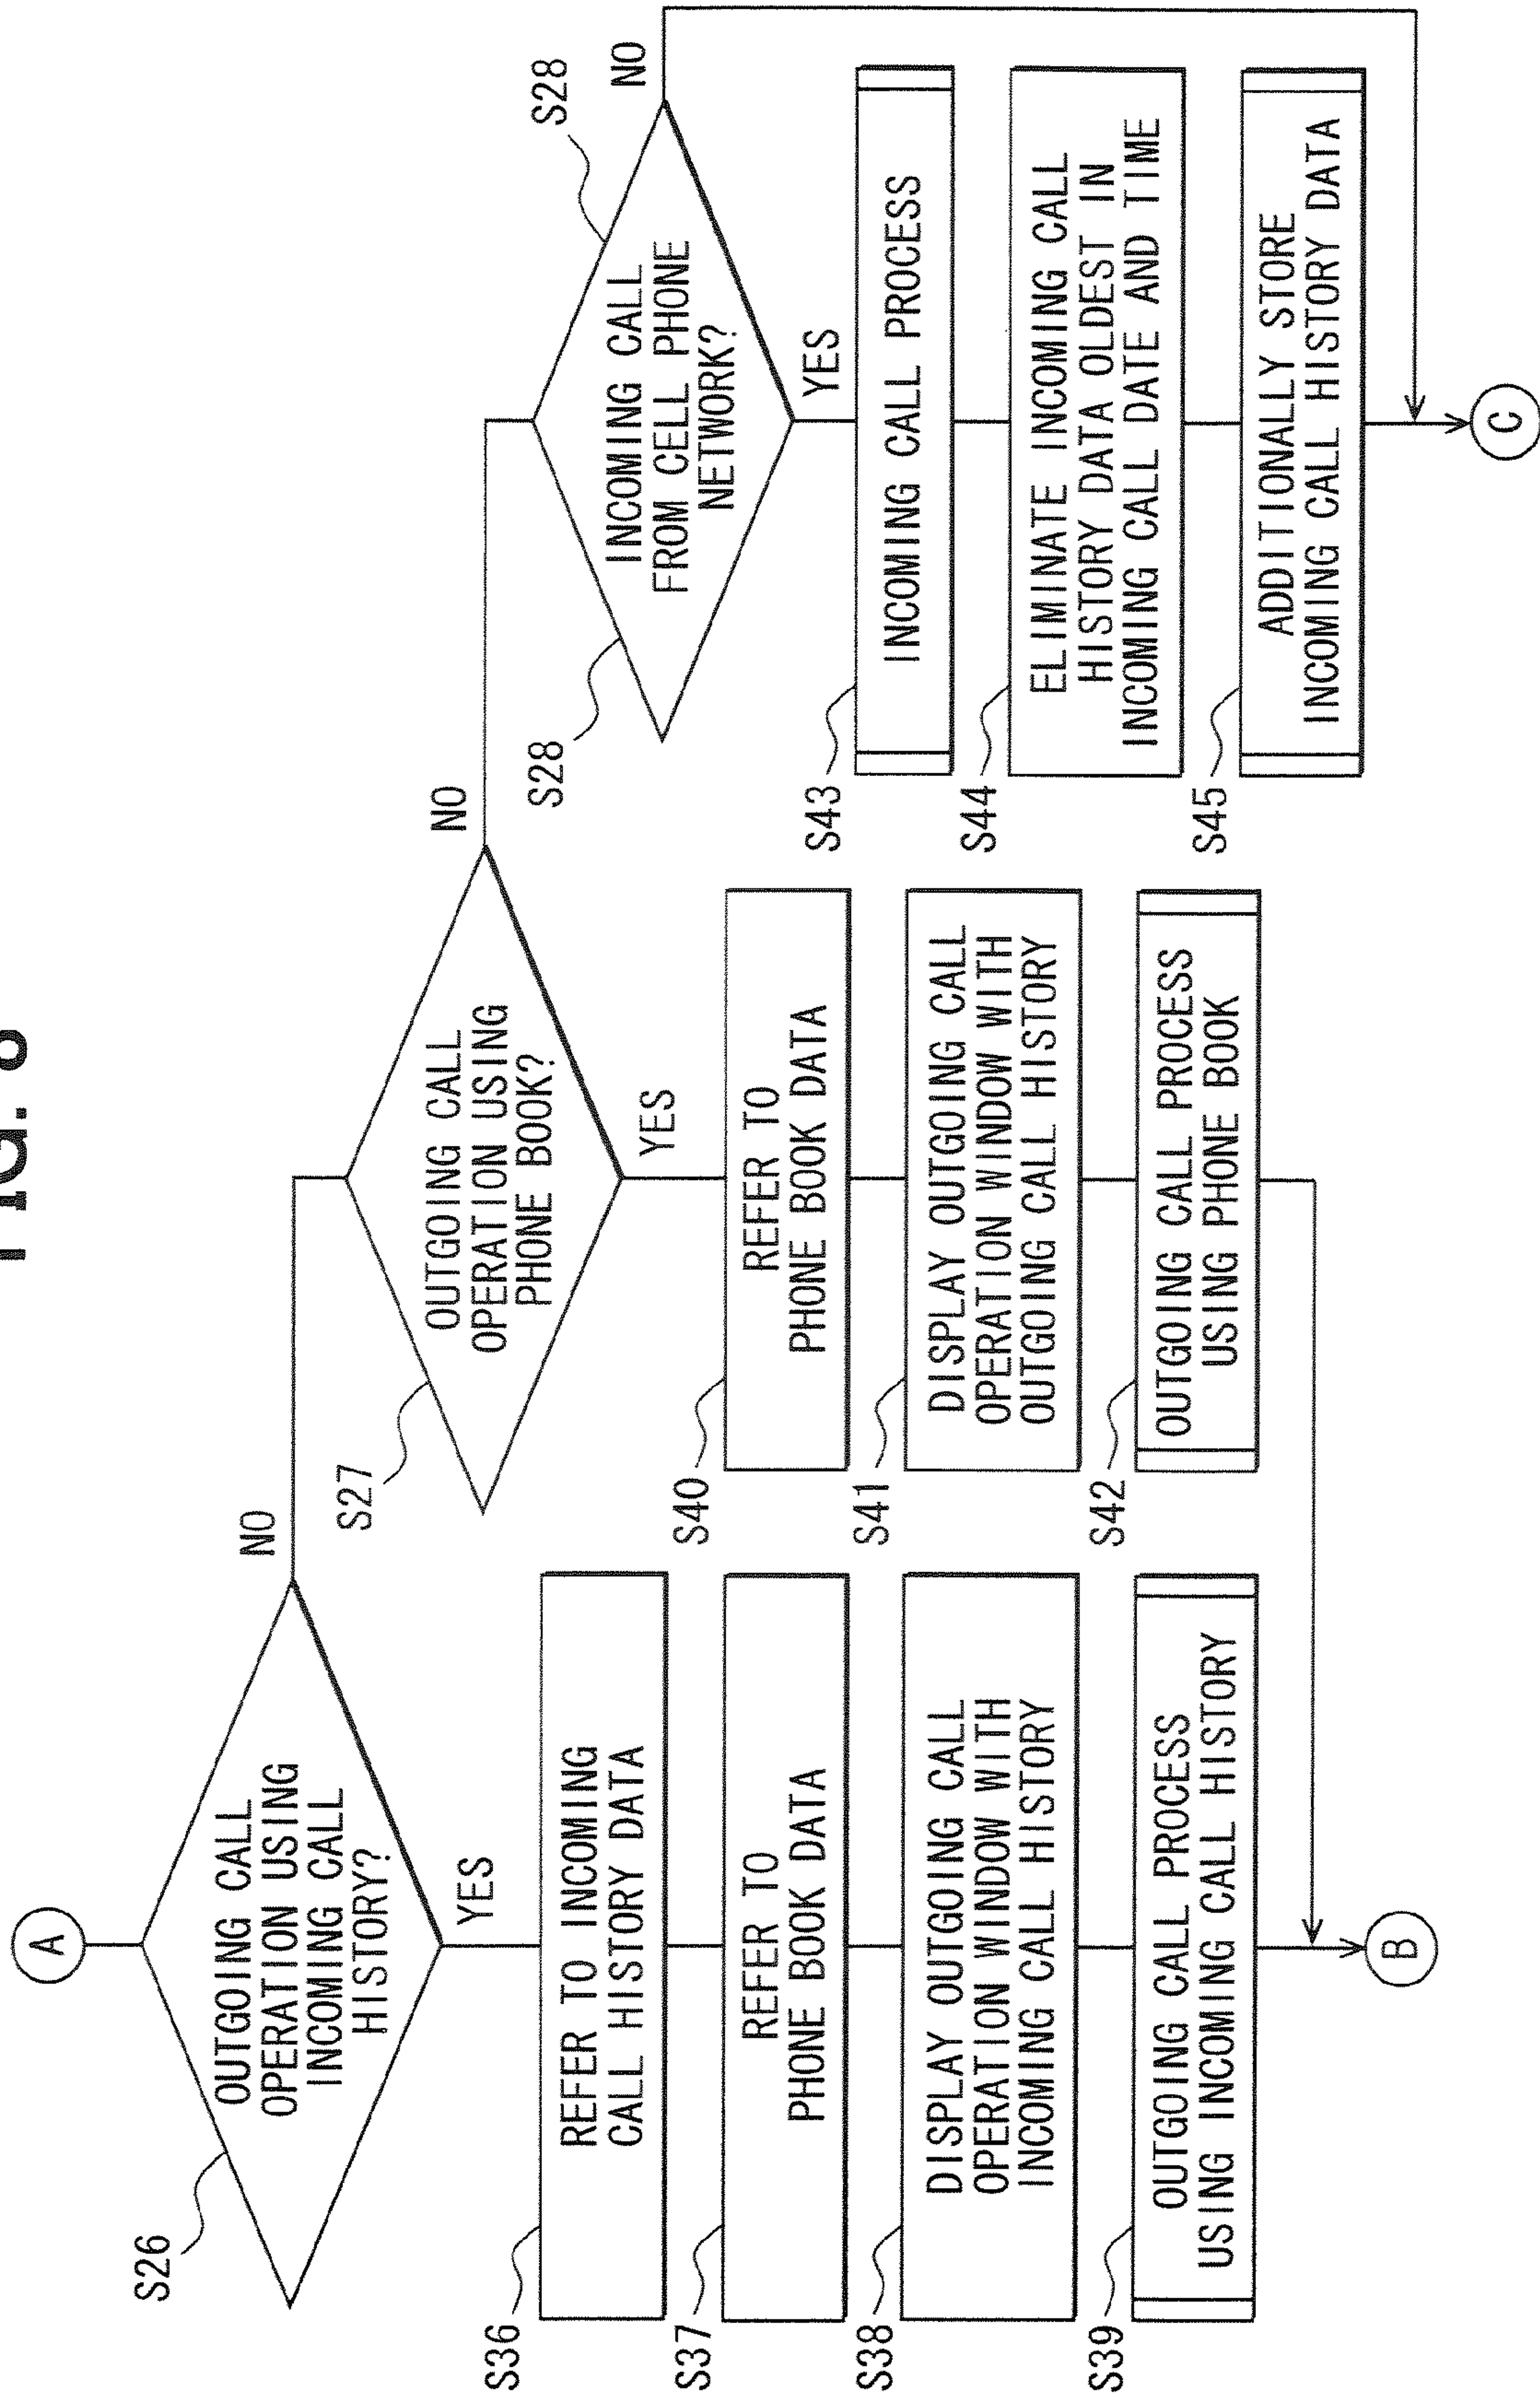 FIG. 8
A
OUTGOING CALL
OPERATION USING
INCOMING CALL
HISTORY?
S26
NO
YES
S36
REFER TO INCOMING
CALL HISTORY DATA
S37
REFER TO
PHONE BOOK DATA
S38
DISPLAY OUTGOING CALL
OPERATION WINDOW WITH
INCOMING CALL HISTORY
S39
OUTGOING CALL PROCESS
USING INCOMING CALL HISTORY
B
OUTGOING CALL
OPERATION USING
PHONE BOOK?
S27
NO
YES
S40
REFER TO
PHONE BOOK DATA
S41
DISPLAY OUTGOING CALL
OPERATION WINDOW WITH
OUTGOING CALL HISTORY
S42
OUTGOING CALL PROCESS
USING PHONE BOOK
INCOMING CALL
FROM CELL PHONE
NETWORK?
S28
S28
NO
YES
S43
INCOMING CALL PROCESS
S44
ELIMINATE INCOMING CALL
HISTORY DATA OLDEST IN
INCOMING CALL DATE AND TIME
S45
ADDITIONALLY STORE
INCOMING CALL HISTORY DATA
C